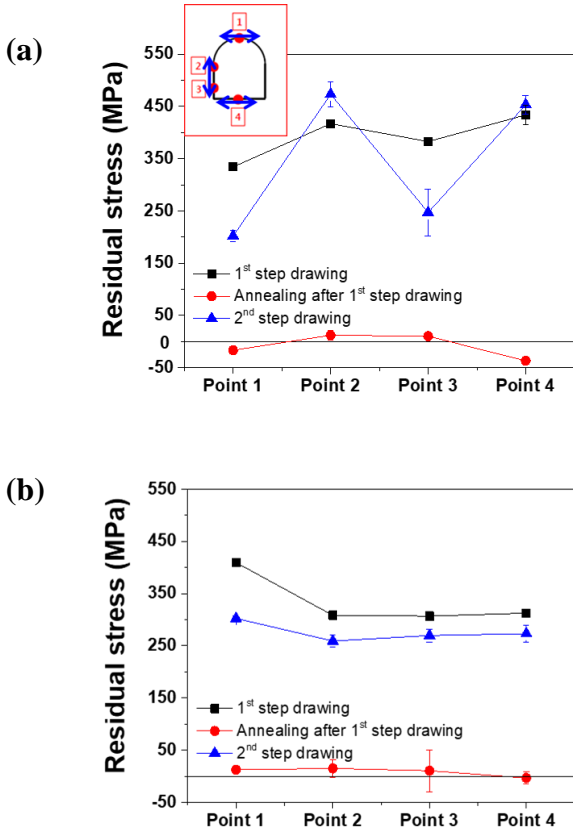 (a)
1
2
3
4
550
450
350
250
150
50
0
-50
Residual stress (MPa)
1st step drawing
Annealing after 1st step drawing
2nd step drawing
Point 1 Point 2 Point 3 Point 4
(b)
550
450
350
250
150
50
-50
Residual stress (MPa)
1st step drawing
Annealing after 1st step drawing
2nd step drawing
Point 1 Point 2 Point 3 Point 4